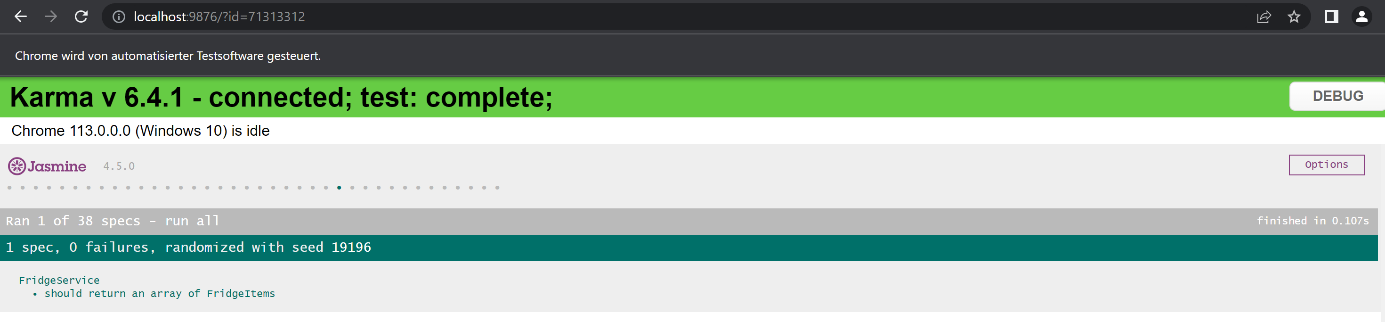 localhost:9876/?id=71313312
Chrome wird von automatisierter Testsoftware gesteuert.
Karma v 6.4.1 - connected; test: complete;
DEBUG
Chrome 113.0.0.0 (Windows 10) is idle
Jasmine 4.5.0
Options
Ran 1 of 38 specs - run all
finished in 0.107s
1 spec, 0 failures, randomized with seed 19196
FridgeService
• should return an array of FridgeItems